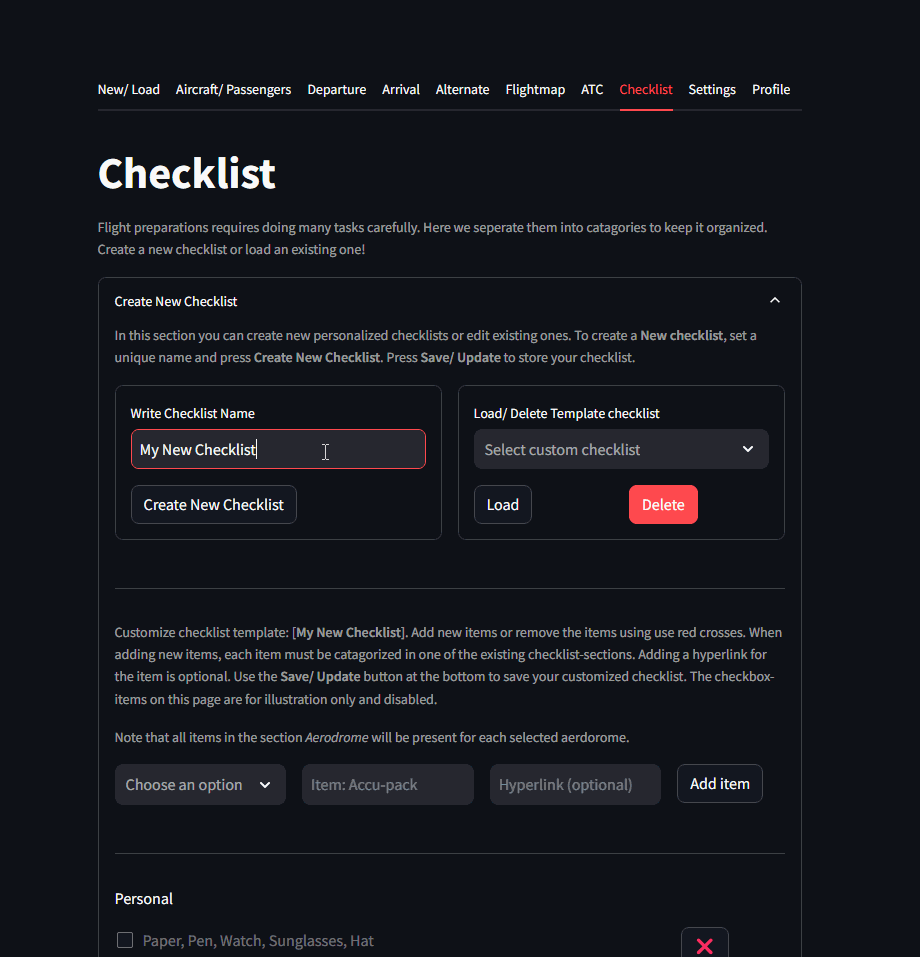 New/ Load Aircraft/ Passengers Departure Arrival Alternate Flightmap ATC Checklist Settings Profile
Checklist
Flight preparations requires doing many tasks carefully. Here we seperate them into catagories to keep it organized.
Create a new checklist or load an existing one!
Create New Checklist
In this section you can create new personalized checklists or edit existing ones. To create a New checklist, set a
unique name and press Create New Checklist. Press Save/ Update to store your checklist.
Write Checklist Name
My New Checklist
Create New Checklist
Load/ Delete Template checklist
Select custom checklist
Load Delete
Customize checklist template: [My New Checklist]. Add new items or remove the items using use red crosses. When
adding new items, each item must be catagorized in one of the existing checklist-sections. Adding a hyperlink for
the item is optional. Use the Save/ Update button at the bottom to save your customized checklist. The checkbox-
items on this page are for illustration only and disabled.
Note that all items in the section Aerodrome will be present for each selected aerdorome.
Choose an option Item: Accu-pack Hyperlink (optional) Add item
Personal
Paper, Pen, Watch, Sunglasses, Hat